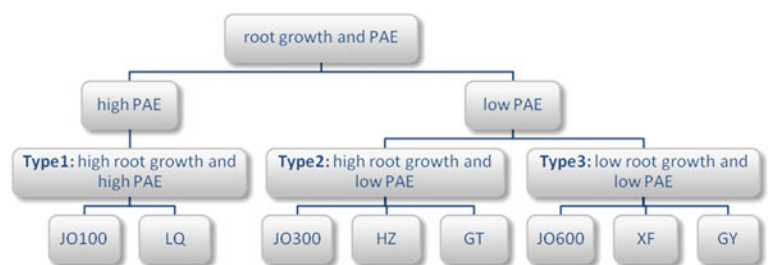 root growth and PAE
high PAE
low PAE
Type1: high root growth and
high PAE
Type2: high root growth and
low PAE
Type3: low root growth and
low PAE
JO100
LQ
JO300
HZ
GT
JO600
XF
GY